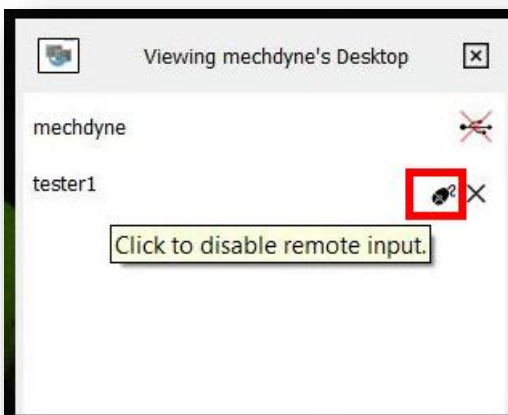 Viewing mechdyne's Desktop
mechdyne
tester1
Click to disable remote input.